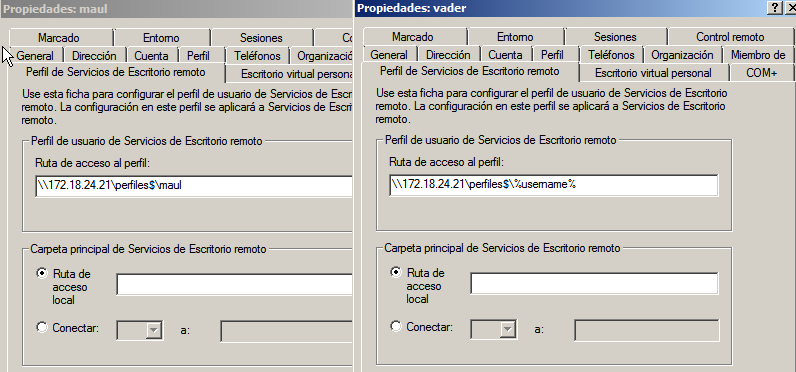 Propiedades: maul
Marcado Entorno Sesiones Co
General Dirección Cuenta Perfil Teléfonos Organizació
Perfil de Servicios de Escritorio remoto Escritorio virtual persona
Use esta ficha para configurar el perfil de usuario de Servicios de Esc
remoto. La configuración en este perfil se aplicará a Servicios de Escri
remoto.
Perfil de usuario de Servicios de Escritorio remoto
Ruta de acceso al perfil:
\\172.18.24.21\perfiles$\maul
Carpeta principal de Servicios de Escritorio remoto
Ruta de
acceso
local
Conectar: a:
Propiedades: vader
Marcado Entorno Sesiones Control remoto
General Dirección Cuenta Perfil Teléfonos Organización Miembro de
Perfil de Servicios de Escritorio remoto Escritorio virtual personal COM+
Use esta ficha para configurar el perfil de usuario de Servicios de Escritorio
remoto. La configuración en este perfil se aplicará a Servicios de Escritorio
remoto.
Perfil de usuario de Servicios de Escritorio remoto
Ruta de acceso al perfil:
\\172.18.24.21\perfiles$\%username%
Carpeta principal de Servicios de Escritorio remoto
Ruta de
acceso
local
Conectar: a: